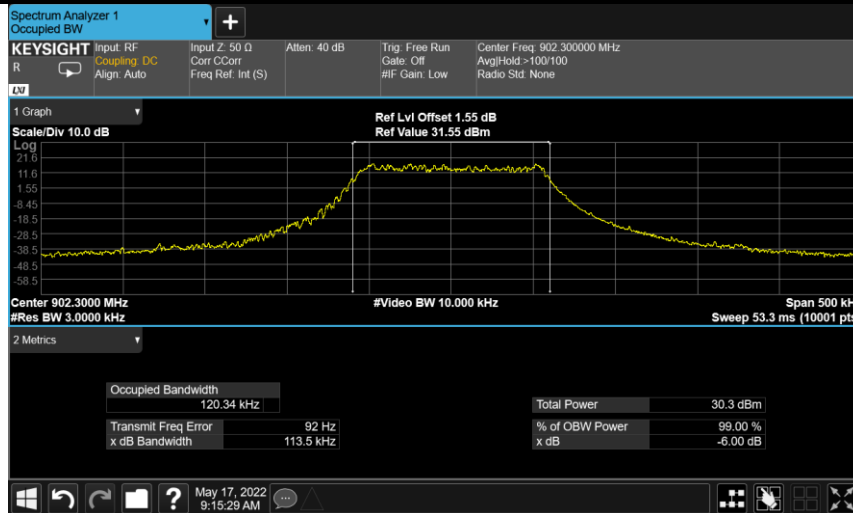 Spectrum Analyzer 1
Occupied BW
KEYSIGHT
R
LXI
Input: RF
Coupling: DC
Align: Auto
Input Z: 50 Ω
Corr CCorr
Freq Ref: Int (S)
Atten: 40 dB
Trig: Free Run
Gate: Off
#IF Gain: Low
Center Freq: 902.300000 MHz
Avg|Hold:>100/100
Radio Std: None
1 Graph
Scale/Div 10.0 dB
Ref Lvl Offset 1.55 dB
Ref Value 31.55 dBm
Log
21.6
11.6
1.55
-8.45
-18.5
-28.5
-38.5
-48.5
-58.5
Center 902.3000 MHz
#Res BW 3.0000 kHz
#Video BW 10.000 kHz
Span 500 kH
Sweep 53.3 ms (10001 pts
2 Metrics
Occupied Bandwidth
120.34 kHz
Transmit Freq Error 92 Hz
x dB Bandwidth 113.5 kHz
Total Power 30.3 dBm
% of OBW Power 99.00 %
x dB -6.00 dB
May 17, 2022
9:15:29 AM